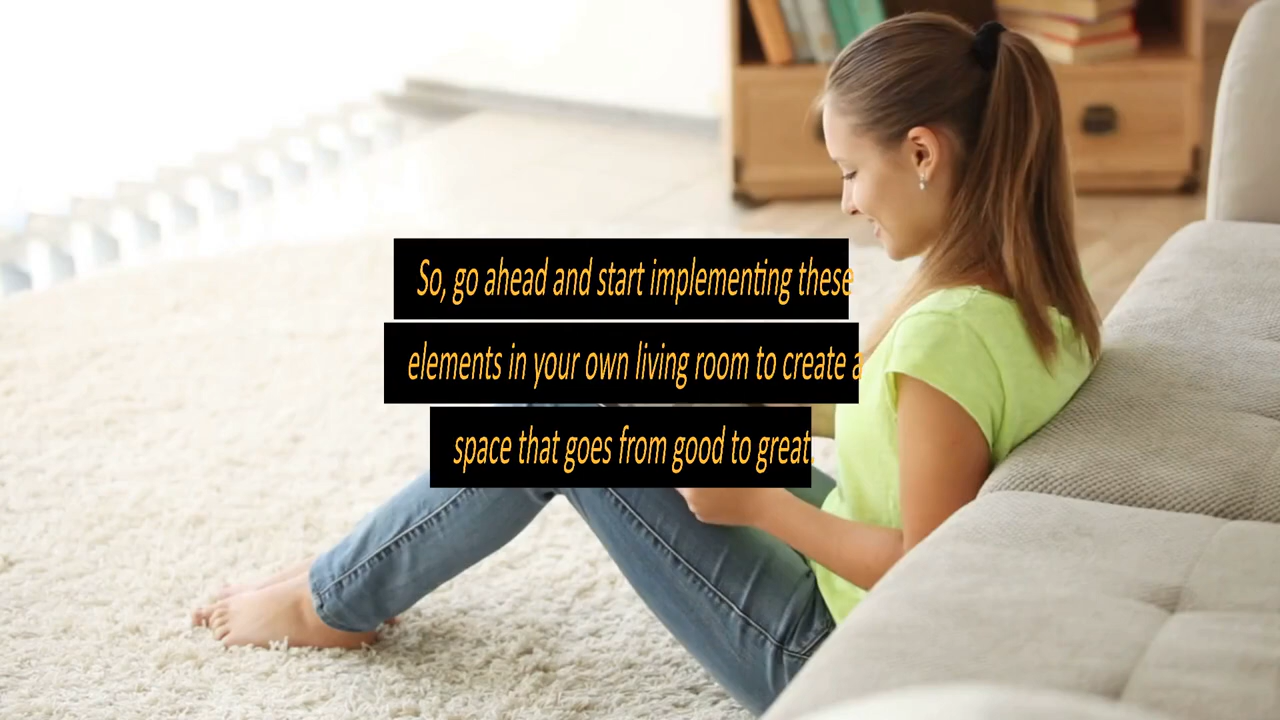 So, go ahead and start implementing these
elements in your own living room to create a
space that goes from good to great.